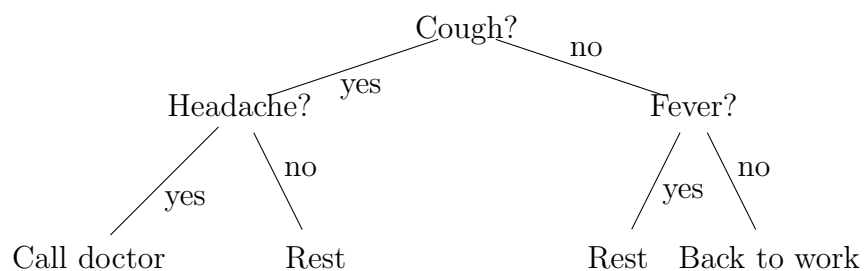 Cough?
yes
no
Headache?
Fever?
yes
no
yes
no
Call doctor
Rest
Rest
Back to work